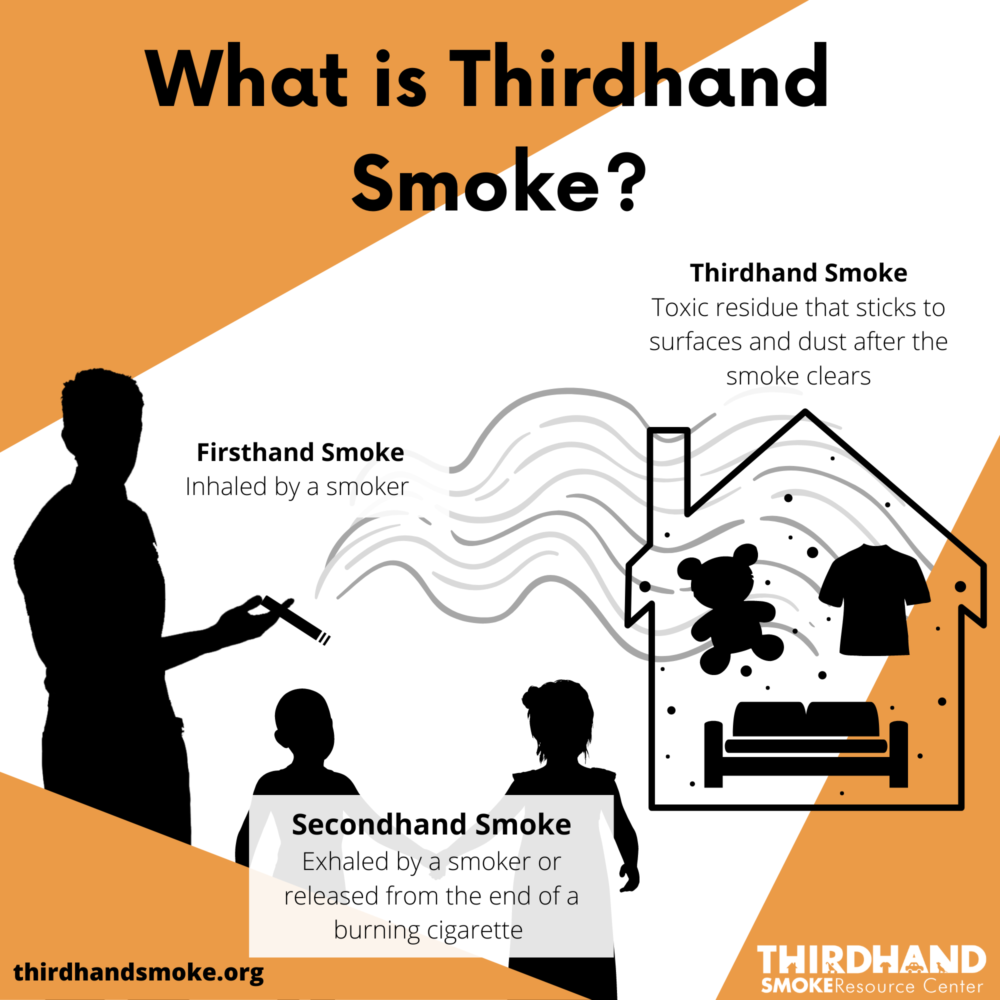 What is Thirdhand
Smoke?
Thirdhand Smoke
Toxic residue that sticks to
surfaces and dust after the
smoke clears
Firsthand Smoke
Inhaled by a smoker
Secondhand Smoke
Exhaled by a smoker or
released from the end of a
burning cigarette
thirdhandsmoke.org
THIRDHAND
SMOKE Resource Center